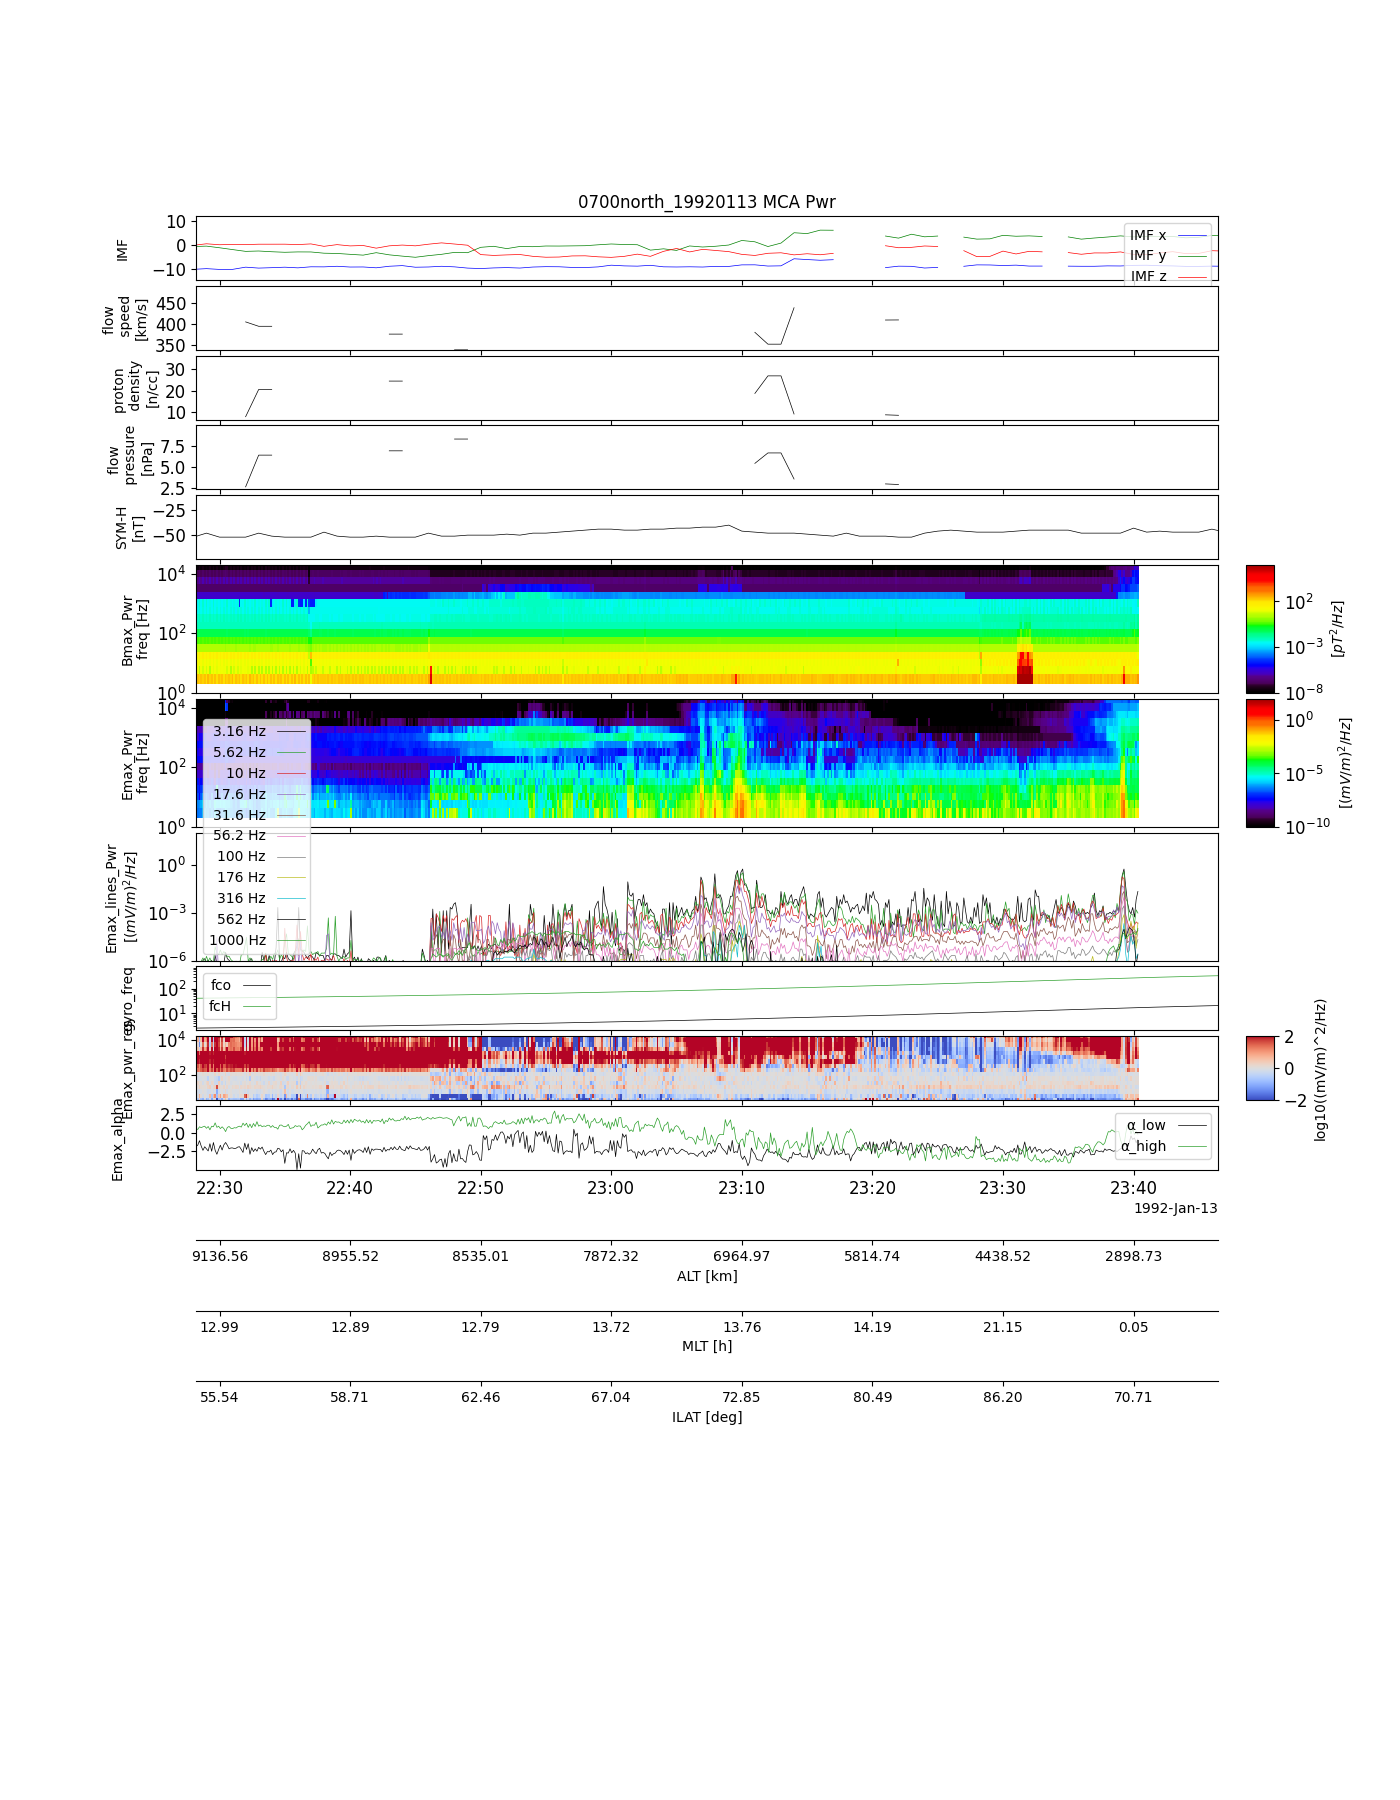 0700north_19920113 MCA Pwr
IMF
10
0
−10
IMF x
IMF y
IMF z
flow
speed
[km/s]
450
400
350
proton
density
[n/cc]
30
20
10
flow
pressure
[nPa]
7.5
5.0
2.5
SYM-H
[nT]
−25
−50
Bmax_Pwr
freq [Hz]
10^4
10^2
10^0
10^2
10^−3
10^−8
[pT^2/Hz]
Emax_Pwr
freq [Hz]
10^4
10^2
10^0
10^0
10^−5
10^−10
[(mV/m)^2/Hz]
3.16 Hz
5.62 Hz
10 Hz
17.6 Hz
31.6 Hz
56.2 Hz
100 Hz
176 Hz
316 Hz
562 Hz
1000 Hz
Emax_lines_Pwr
[(mV/m)^2/Hz]
10^0
10^−3
10^−6
gyro_freq
10^2
10^1
fco
fcH
Emax_pwr_reg
10^4
10^2
2
0
−2
log10((mV/m)^2/Hz)
Emax_alpha
2.5
0.0
−2.5
α_low
α_high
22:30 22:40 22:50 23:00 23:10 23:20 23:30 23:40
1992-Jan-13
9136.56 8955.52 8535.01 7872.32 6964.97 5814.74 4438.52 2898.73
ALT [km]
12.99 12.89 12.79 13.72 13.76 14.19 21.15 0.05
MLT [h]
55.54 58.71 62.46 67.04 72.85 80.49 86.20 70.71
ILAT [deg]